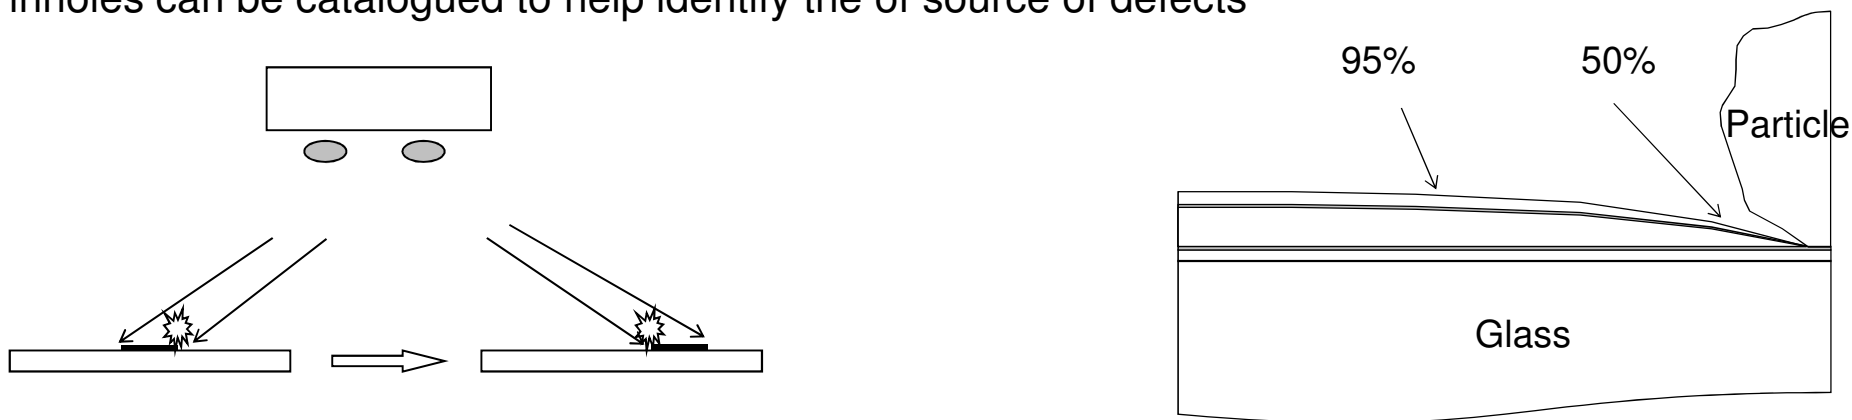 inholes can be catalogued to help identify the of source of defects
95%
50%
Particle
Glass